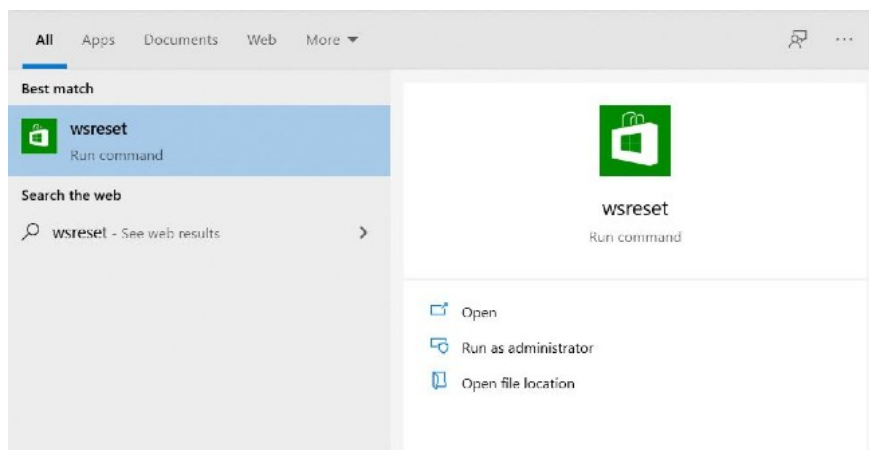 All Apps Documents Web More
Best match
wsreset
Run command
Search the web
wsreset - See web results
wsreset
Run command
Open
Run as administrator
Open file location